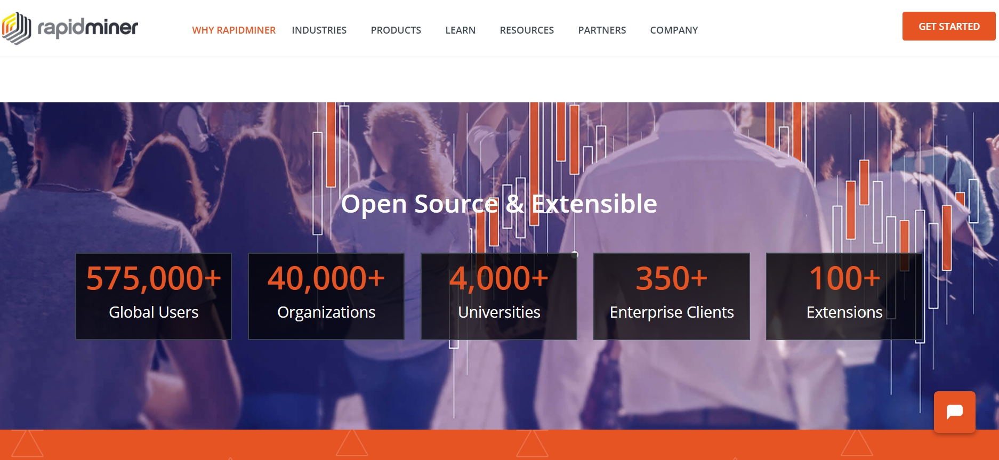 rapidminer
WHY RAPIDMINER INDUSTRIES PRODUCTS LEARN RESOURCES PARTNERS COMPANY
GET STARTED
Open Source & Extensible
575,000+
Global Users
40,000+
Organizations
4,000+
Universities
350+
Enterprise Clients
100+
Extensions